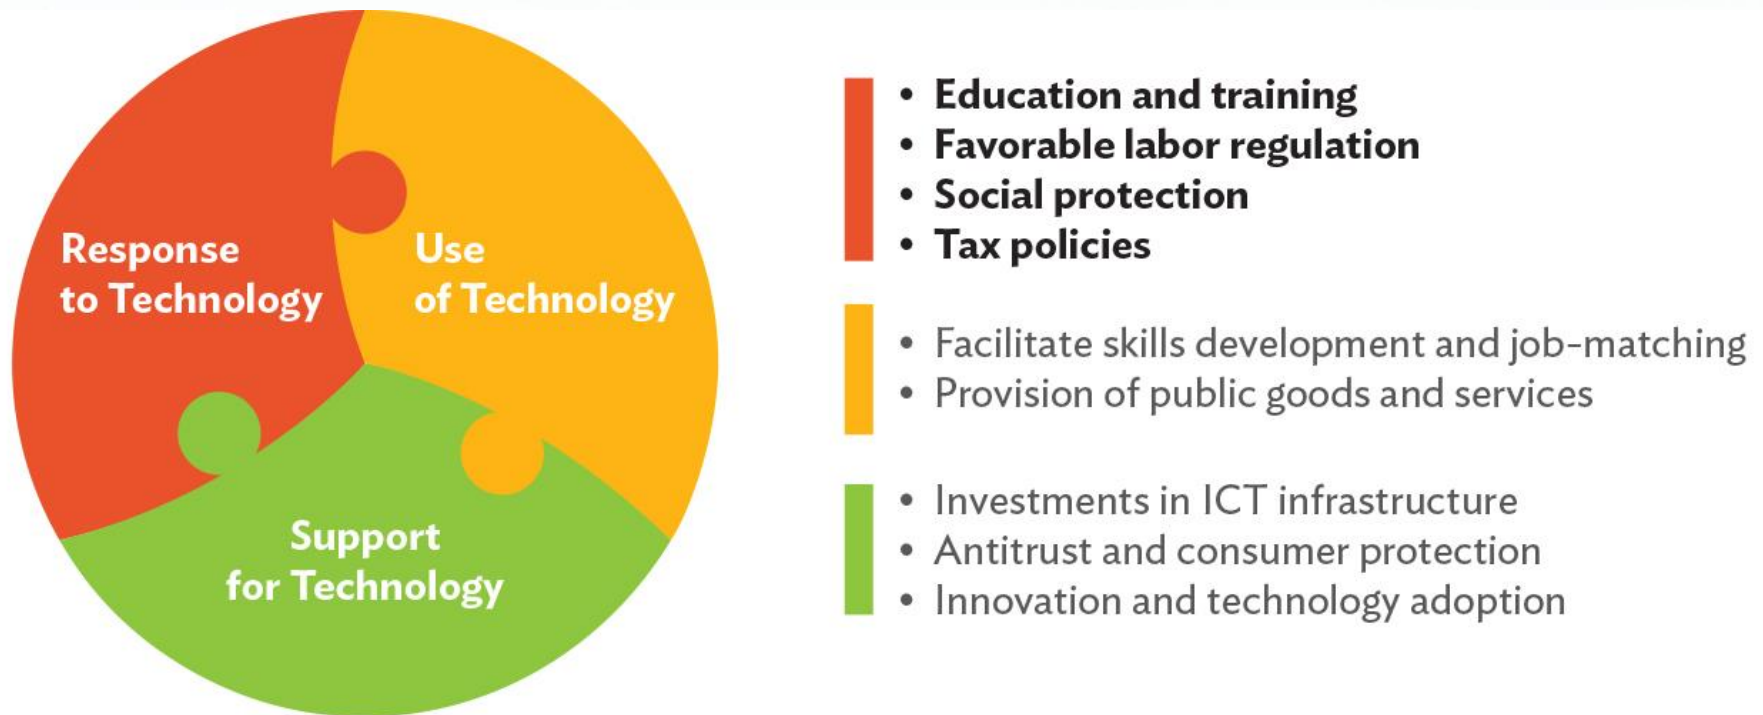 Response
to Technology
Use
of Technology
Support
for Technology
• Education and training
• Favorable labor regulation
• Social protection
• Tax policies
• Facilitate skills development and job-matching
• Provision of public goods and services
• Investments in ICT infrastructure
• Antitrust and consumer protection
• Innovation and technology adoption